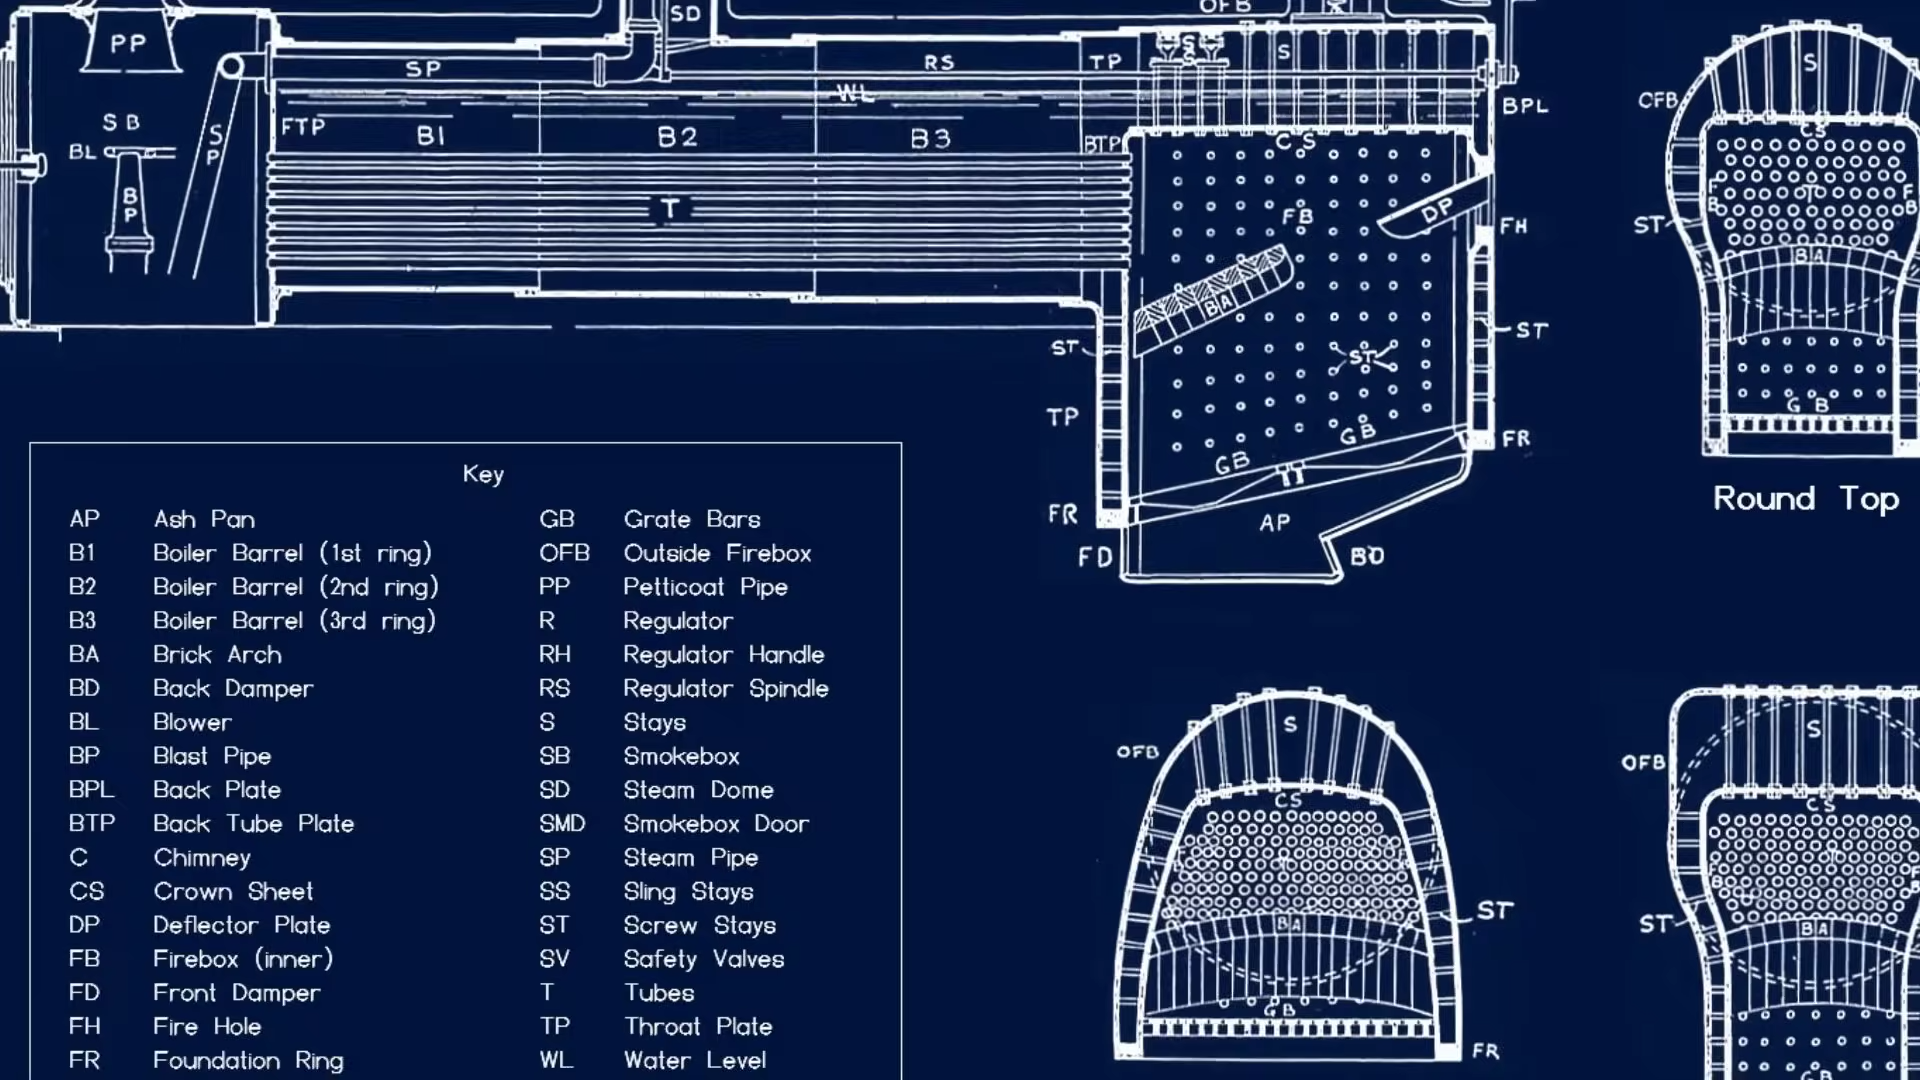 OFB
SD
PP
SP
RS
TP
S
S
S
WL
BPL
S
OFB
SB
SP
FTP
B1
B2
B3
BTP
CS
CS
BL
BP
T
FB
DP
FH
ST
T
F
B
F
B
BA
BA
ST
ST
ST
TP
GB
GB
FR
GB
Round Top
FR
AP
FD
BD
Key
AP Ash Pan
B1 Boiler Barrel (1st ring)
B2 Boiler Barrel (2nd ring)
B3 Boiler Barrel (3rd ring)
BA Brick Arch
BD Back Damper
BL Blower
BP Blast Pipe
BPL Back Plate
BTP Back Tube Plate
C Chimney
CS Crown Sheet
DP Deflector Plate
FB Firebox (inner)
FD Front Damper
FH Fire Hole
FR Foundation Ring
GB Grate Bars
OFB Outside Firebox
PP Petticoat Pipe
R Regulator
RH Regulator Handle
RS Regulator Spindle
S Stays
SB Smokebox
SD Steam Dome
SMD Smokebox Door
SP Steam Pipe
SS Sling Stays
ST Screw Stays
SV Safety Valves
T Tubes
TP Throat Plate
WL Water Level
OFB
S
CS
ST
BA
GB
FR
OFB
S
CS
ST
BA
GB